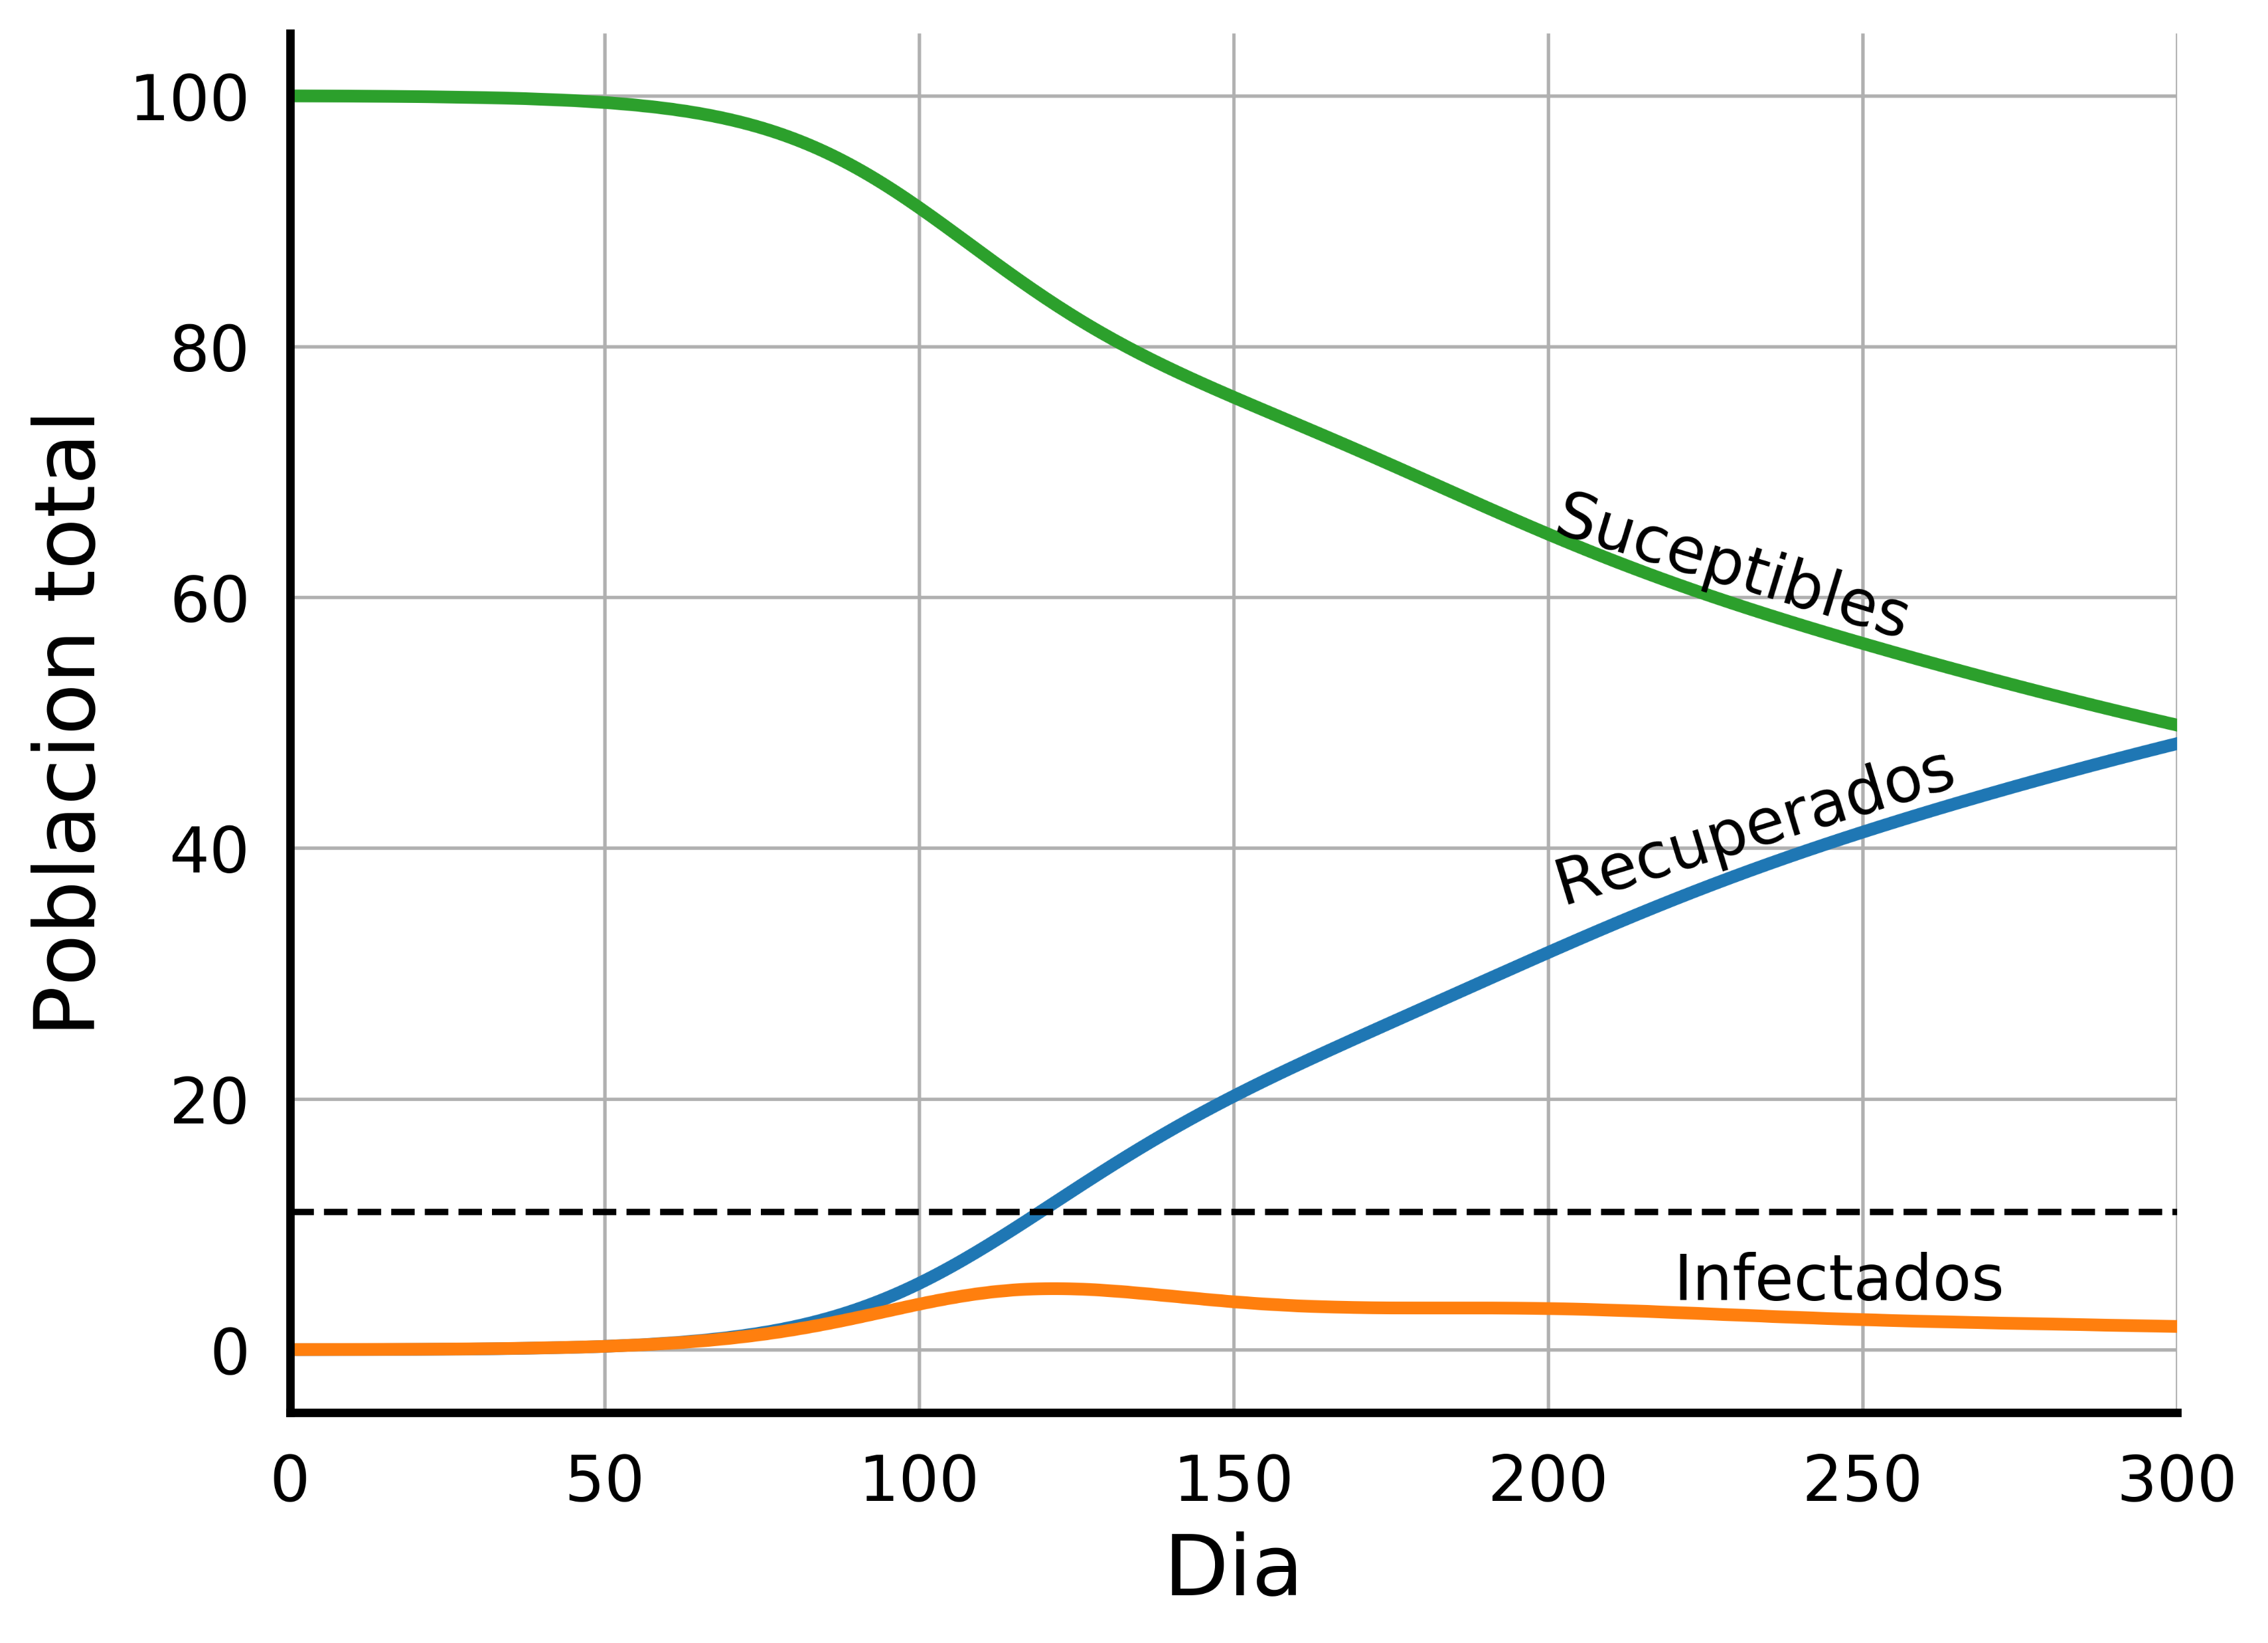 Poblacion total
100
80
60
40
20
0
Suceptibles
Recuperados
Infectados
0 50 100 150 200 250 300
Dia